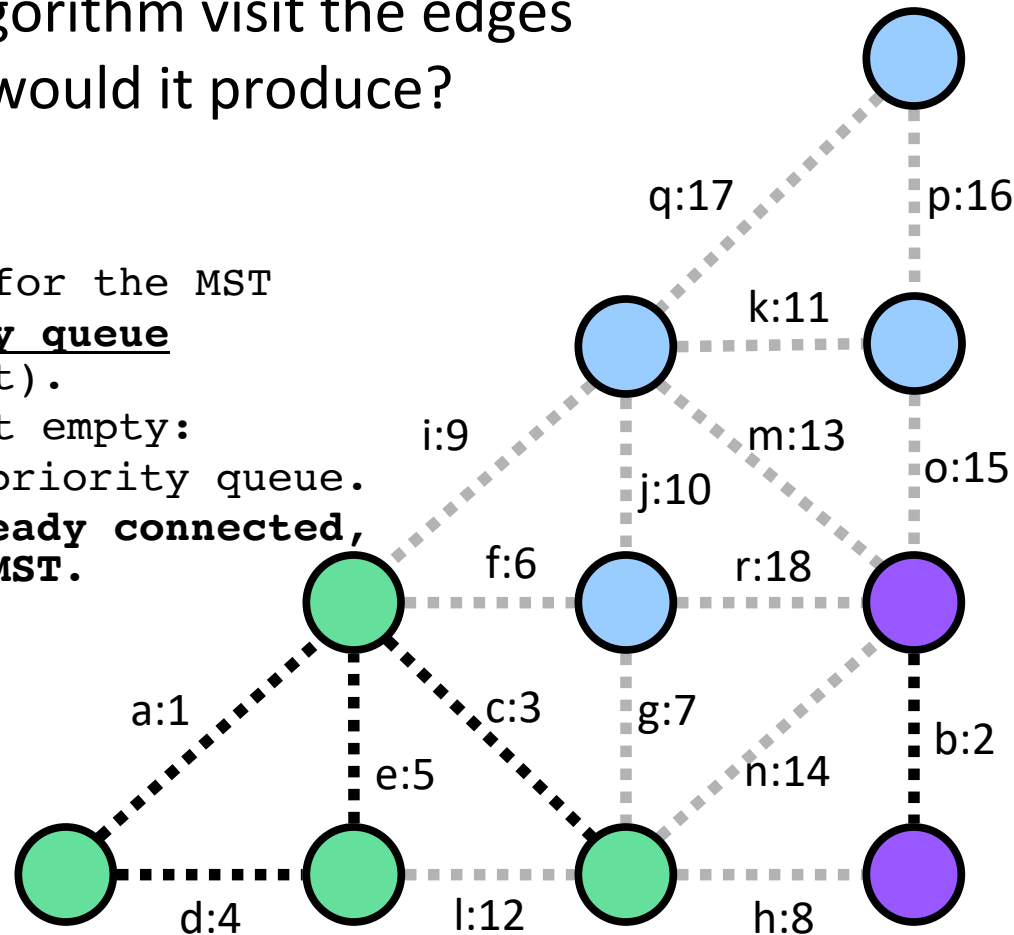 gorithm visit the edges
would it produce?
for the MST
y queue
t).
t empty:
priority queue.
eady connected,
MST.
q:17
p:16
k:11
i:9
m:13
j:10
o:15
f:6
r:18
a:1
c:3
g:7
b:2
e:5
n:14
d:4
l:12
h:8